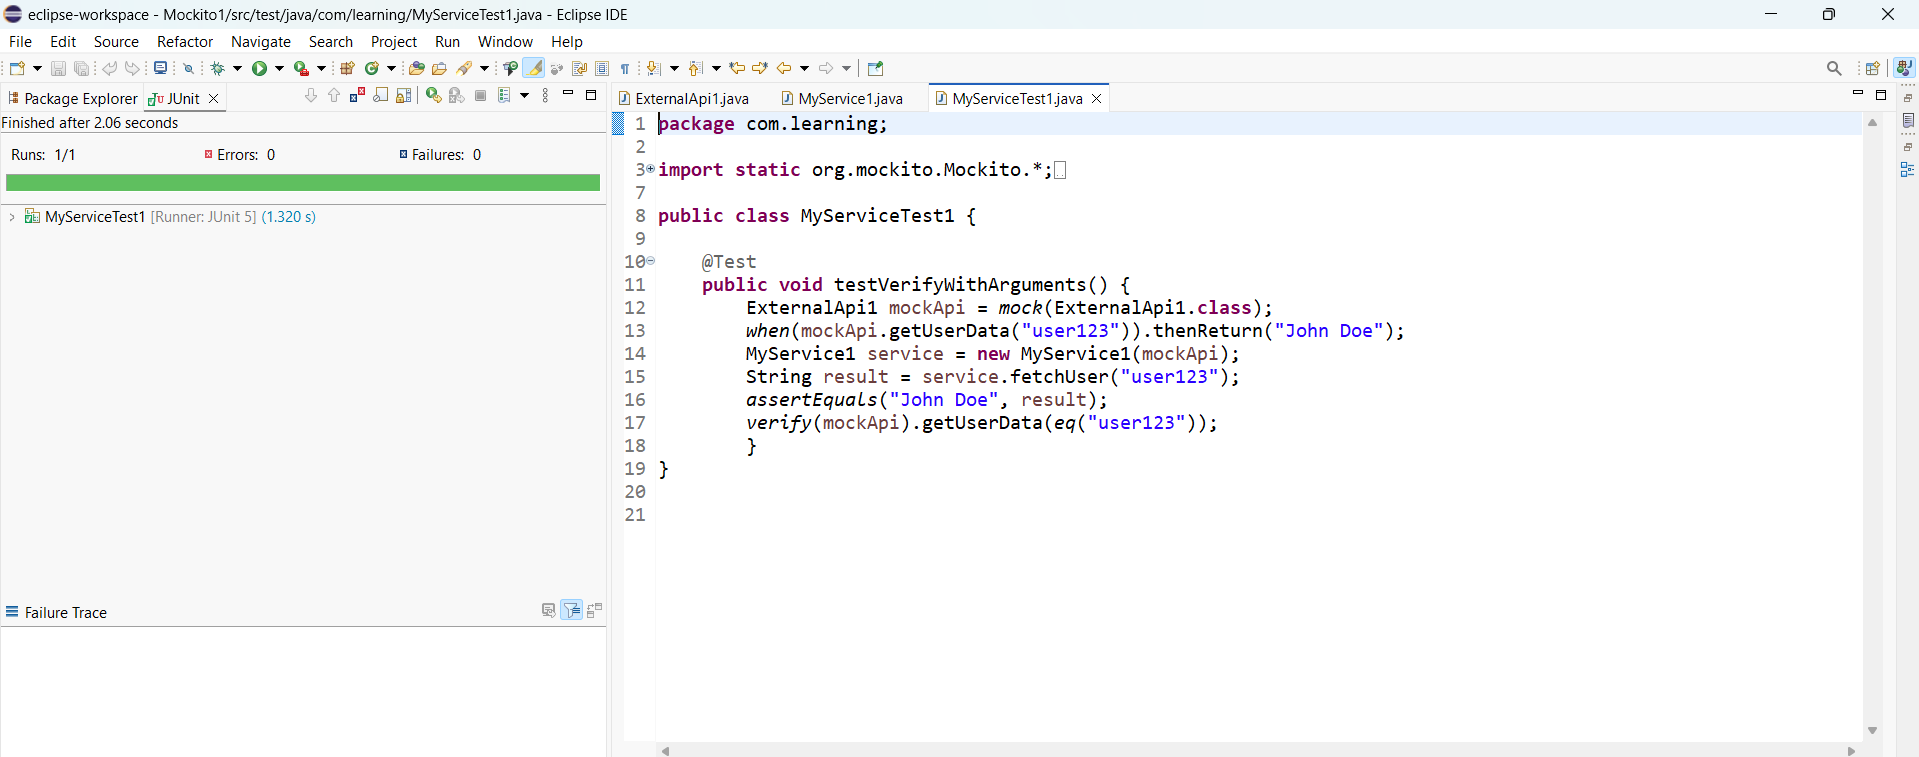 eclipse-workspace - Mockito1/src/test/java/com/learning/MyServiceTest1.java - Eclipse IDE
File Edit Source Refactor Navigate Search Project Run Window Help
Package Explorer JUnit
Finished after 2.06 seconds
Runs: 1/1 Errors: 0 Failures: 0
MyServiceTest1 [Runner: JUnit 5] (1.320 s)
Failure Trace
ExternalApi1.java MyService1.java MyServiceTest1.java
1 package com.learning;
2
3 import static org.mockito.Mockito.*;
7
8 public class MyServiceTest1 {
9
10 @Test
11 public void testVerifyWithArguments() {
12 ExternalApi1 mockApi = mock(ExternalApi1.class);
13 when(mockApi.getUserData("user123")).thenReturn("John Doe");
14 MyService1 service = new MyService1(mockApi);
15 String result = service.fetchUser("user123");
16 assertEquals("John Doe", result);
17 verify(mockApi).getUserData(eq("user123"));
18 }
19 }
20
21